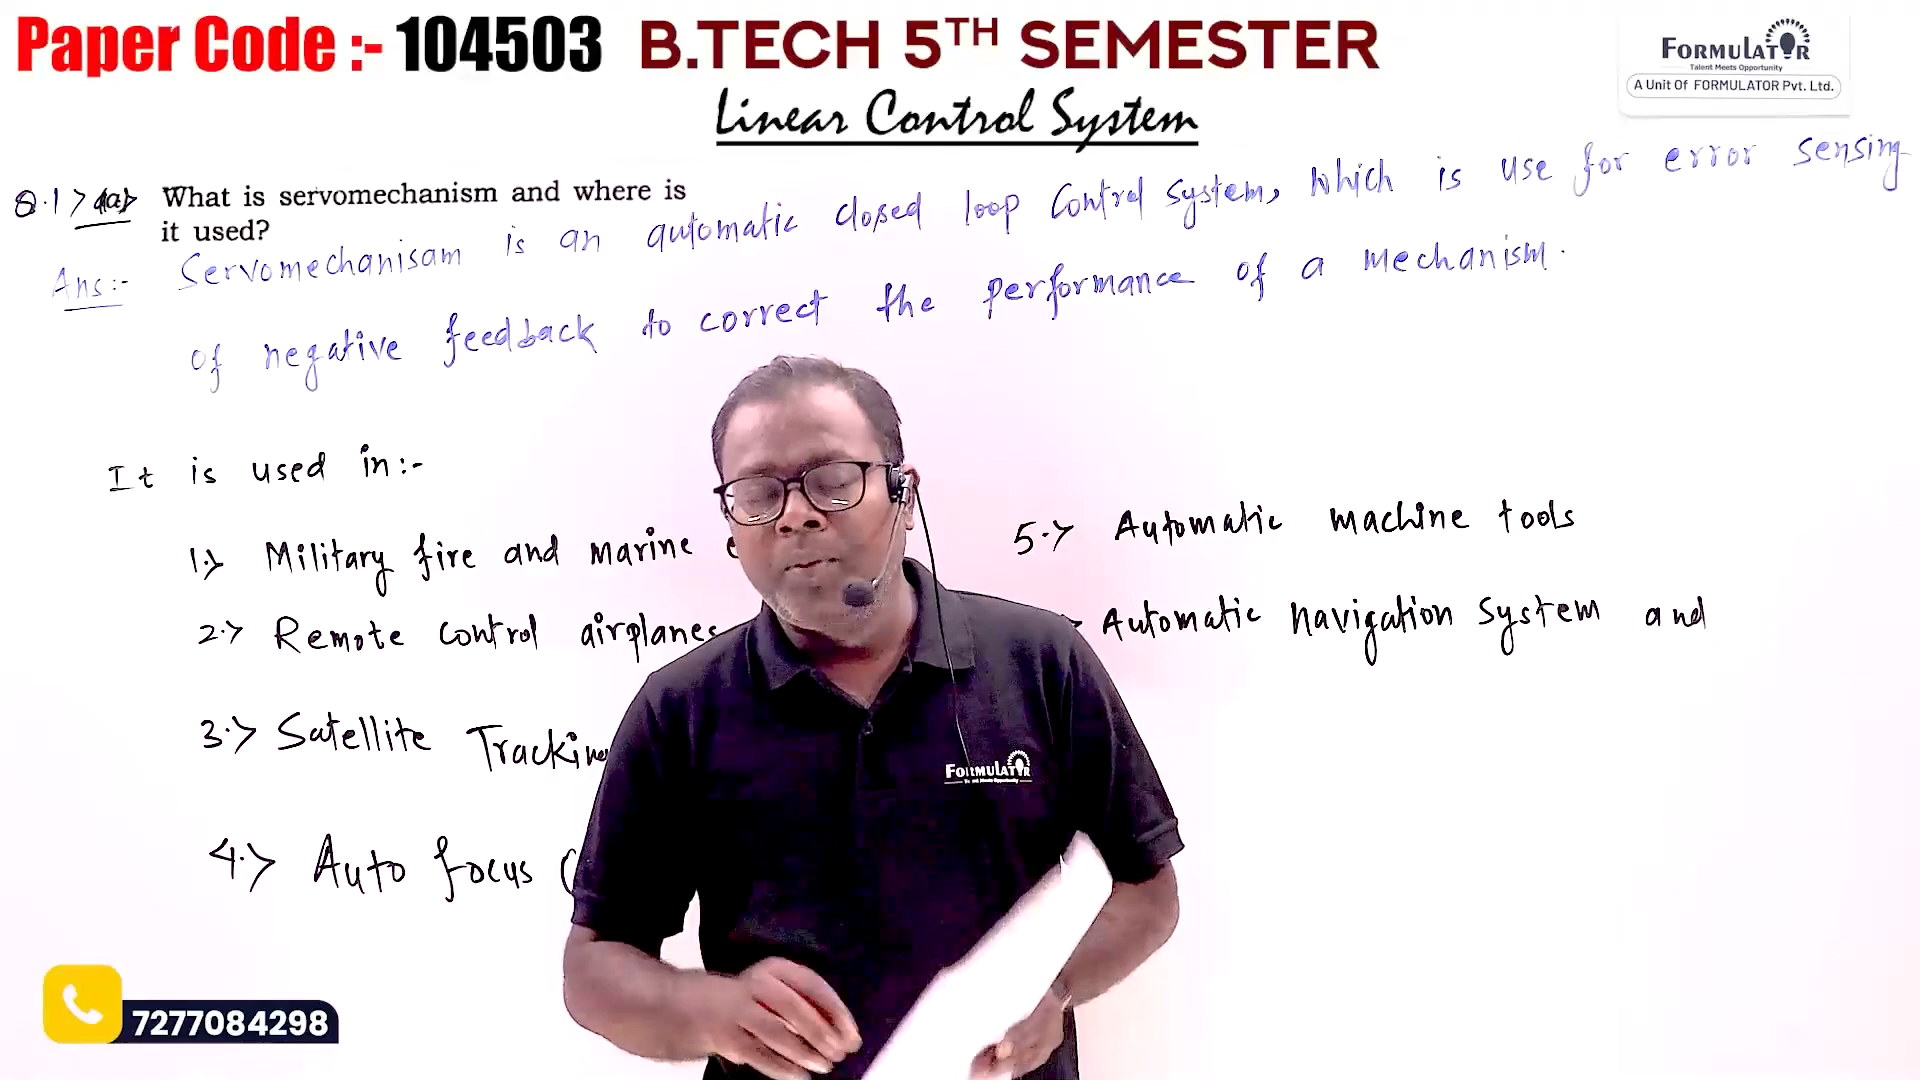 Paper Code :- 104503 B.TECH 5TH SEMESTER
FORMULATOR
Talent Meets Opportunity
A Unit Of FORMULATOR Pvt. Ltd.
Linear Control System
Q.1> (a)> What is servomechanism and where is
it used?
Ans:- Servomechanisam is an automatic closed loop Control system, which is use for error sensing
of negative feedback to correct the performance of a mechanism.
It is used in:-
1.> Military fire and marine
2.> Remote control airplanes
3.> Satellite Trackin
4.> Auto focus (
5.> Automatic machine tools
Automatic navigation system and
FORMULATOR
7277084298